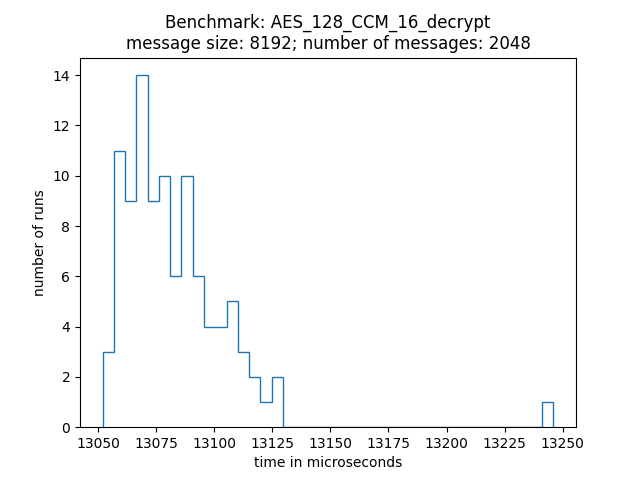 Benchmark: AES_128_CCM_16_decrypt
message size: 8192; number of messages: 2048
14
12
10
8
6
4
2
0
number of runs
13050 13075 13100 13125 13150 13175 13200 13225 13250
time in microseconds